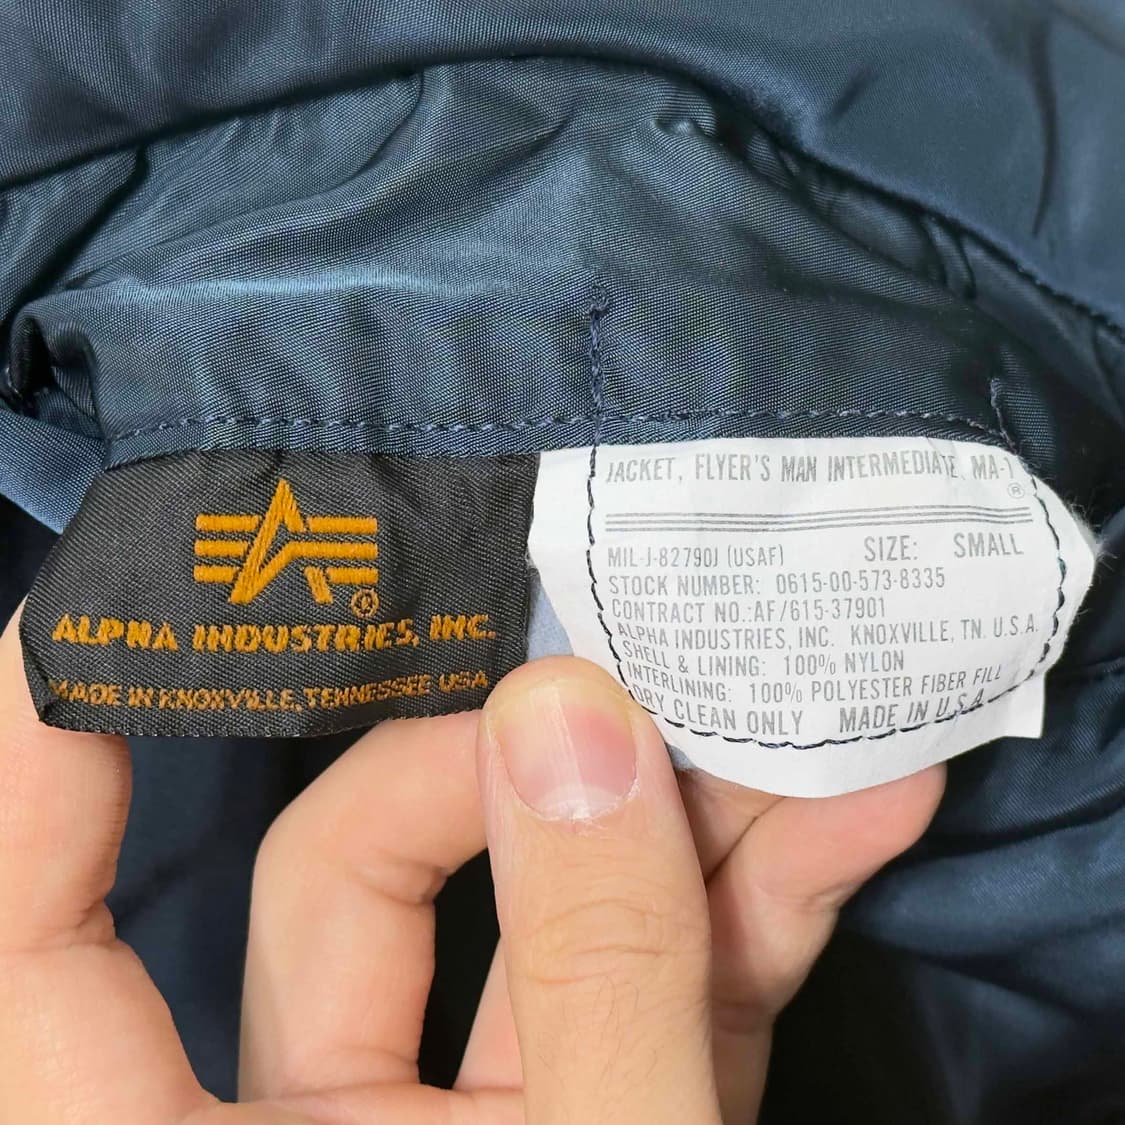 ALPHA INDUSTRIES, INC.
MADE IN KNOXVILLE, TENNESSEE USA
JACKET, FLYER'S MAN INTERMEDIATE, MA-1
®
MIL-J-82790J (USAF) SIZE: SMALL
STOCK NUMBER: 0615-00-573-8335
CONTRACT NO.:AF/615-37901
ALPHA INDUSTRIES, INC. KNOXVILLE, TN. U.S.A.
SHELL & LINING: 100% NYLON
INTERLINING: 100% POLYESTER FIBER FILL
DRY CLEAN ONLY MADE IN U.S.A.